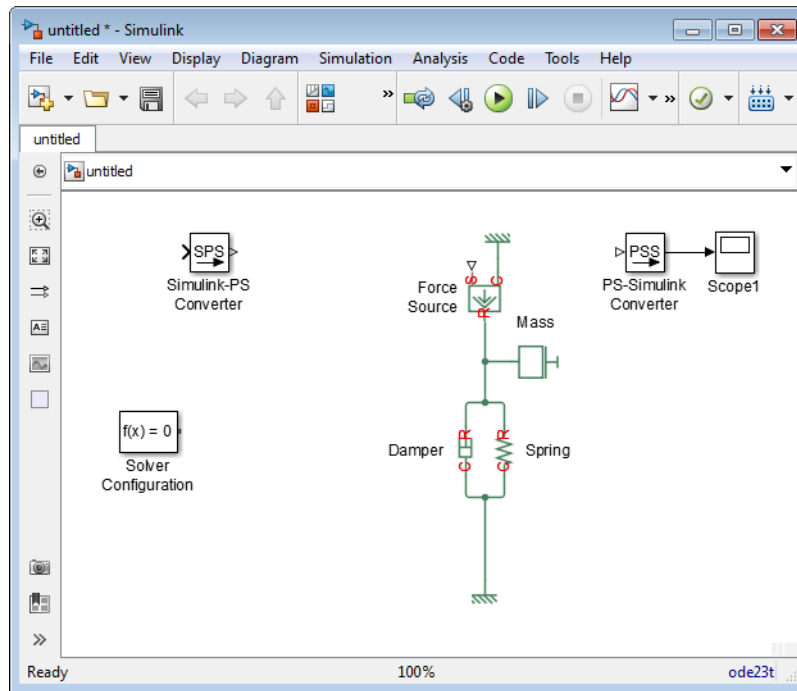 untitled * - Simulink
File Edit View Display Diagram Simulation Analysis Code Tools Help
untitled
untitled
SPS
Simulink-PS
Converter
S C
Force
Source
R
Mass
PSS
PS-Simulink
Converter
Scope1
f(x) = 0
Solver
Configuration
Damper
R R
C C
Spring
Ready 100% ode23t